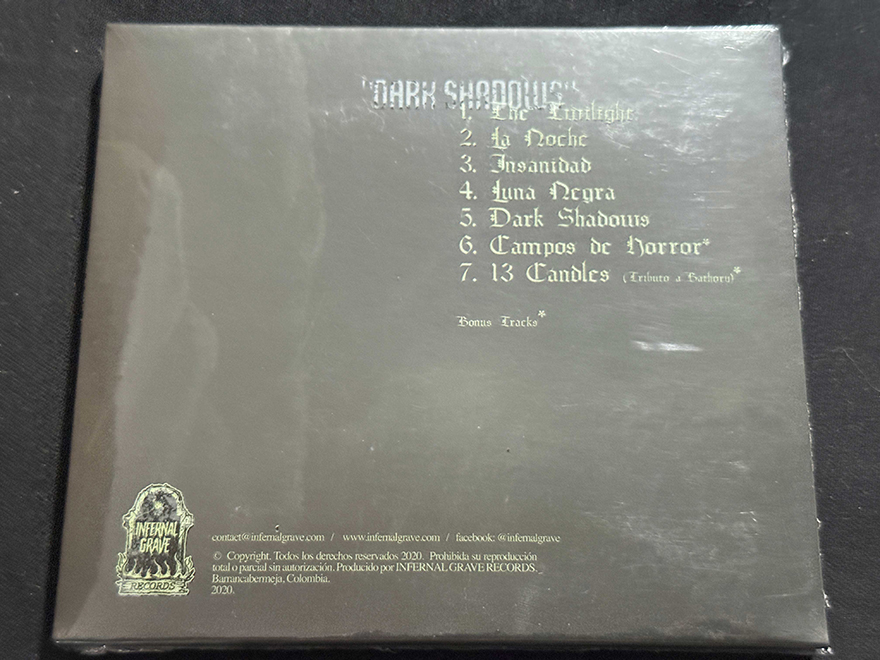 "DARK SHADOWS"
1. The Twilight
2. La Noche
3. Insanidad
4. Luna Negra
5. Dark Shadows
6. Campos de Horror*
7. 13 Candles (Tributo a Bathory)*
Bonus Tracks*
INFERNAL
GRAVE
RECORDS
contact@infernalgrave.com / www.infernalgrave.com / facebook: @infernalgrave
© Copyright. Todos los derechos reservados 2020. Prohibida su reproducción
total o parcial sin autorización. Producido por INFERNAL GRAVE RECORDS.
Barrancabermeja, Colombia.
2020.